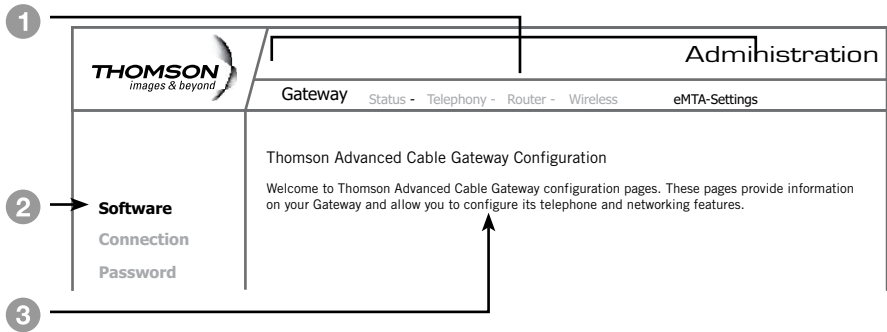 1
THOMSON
images & beyond
Administration
Gateway Status - Telephony - Router - Wireless eMTA-Settings
Thomson Advanced Cable Gateway Configuration
Welcome to Thomson Advanced Cable Gateway configuration pages. These pages provide information
on your Gateway and allow you to configure its telephone and networking features.
2
Software
Connection
Password
3